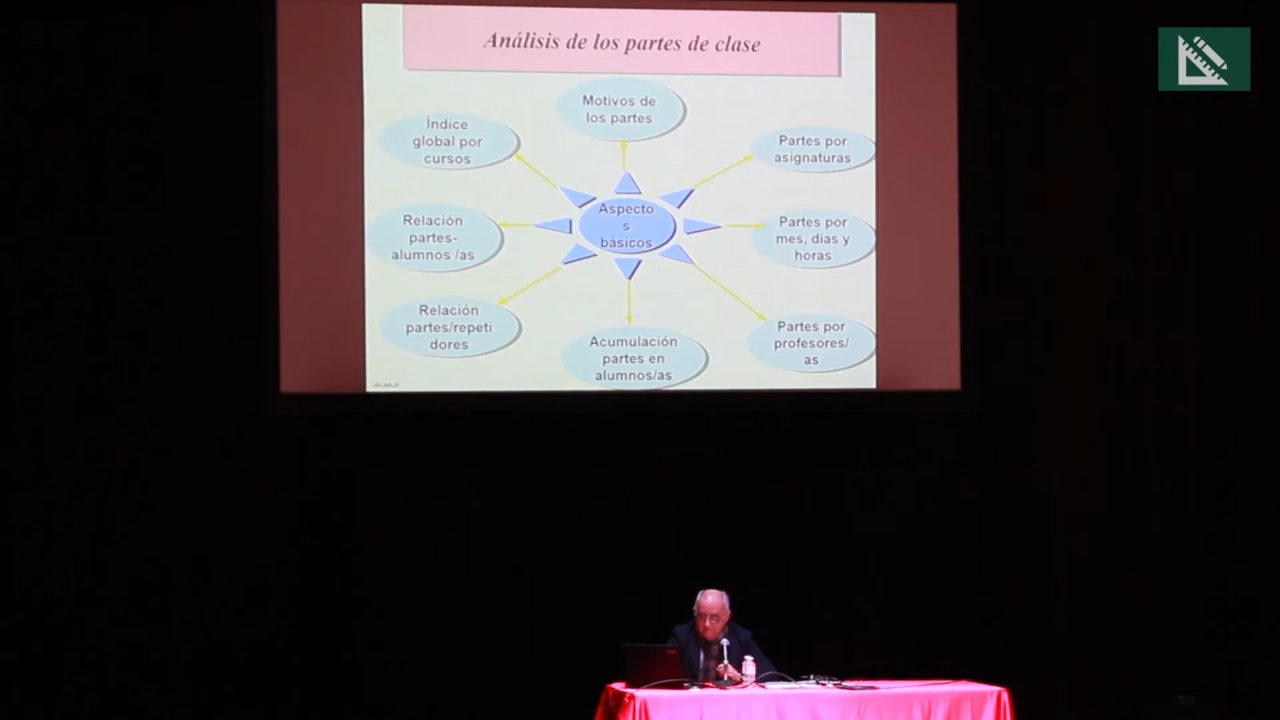 Análisis de los partes de clase
Motivos de
los partes
Índice
global por
cursos
Partes por
asignaturas
Relación
partes-
alumnos /as
Aspecto
s
básicos
Partes por
mes, días y
horas
Relación
partes/repeti
dores
Acumulación
partes en
alumnos/as
Partes por
profesores/
as